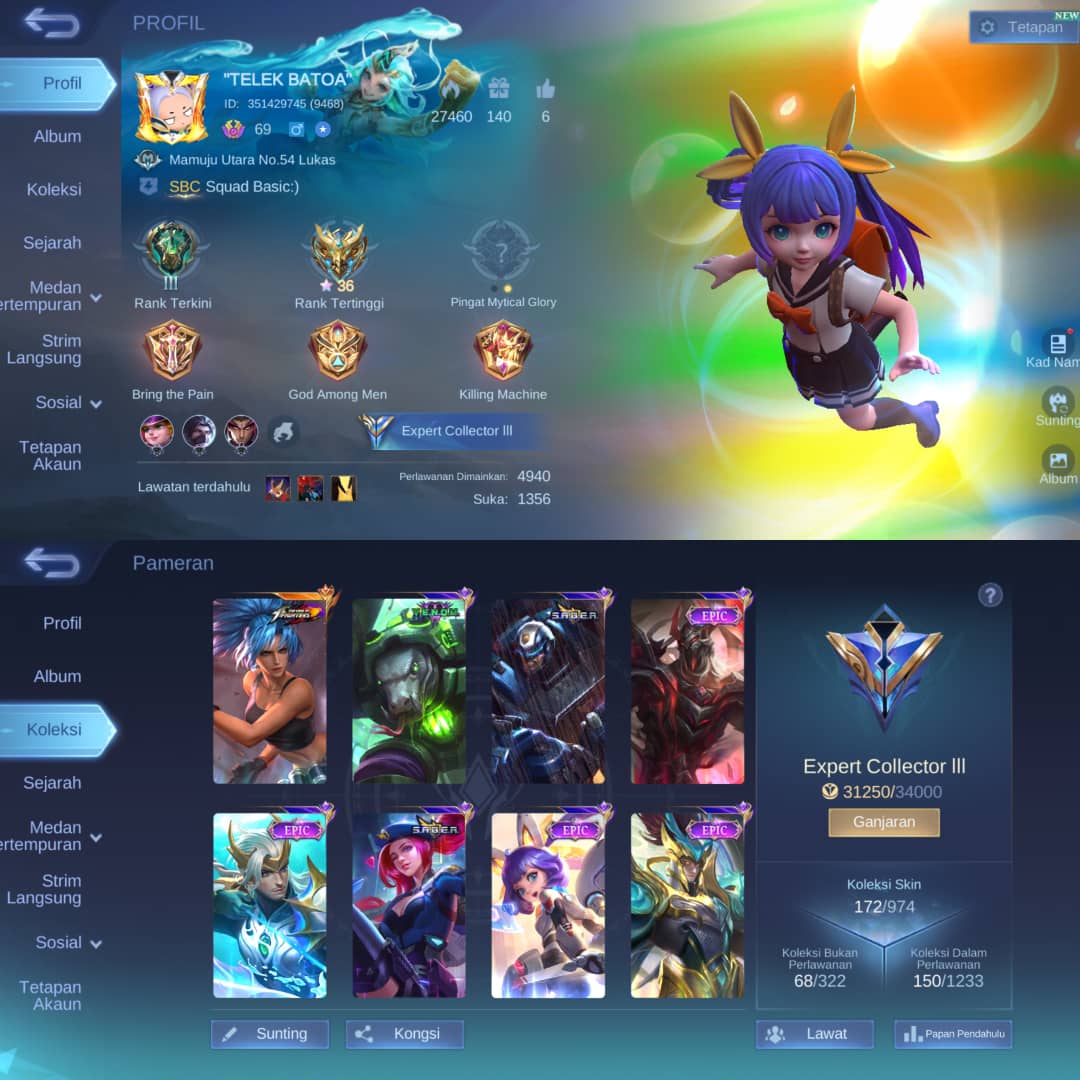 PROFIL
NEW
Tetapan
Profil
Album
Koleksi
Sejarah
Medan
ertempuran
Strim
Langsung
Sosial
Tetapan
Akaun
"TELEK BATOA"
ID: 351429745 (9468)
69
27460
140
6
Mamuju Utara No.54 Lukas
SBC Squad Basic:)
III
Rank Terkini
36
Rank Tertinggi
?
Pingat Mytical Glory
Bring the Pain
God Among Men
Killing Machine
Expert Collector lll
Lawatan terdahulu
Perlawanan Dimainkan: 4940
Suka: 1356
Kad Nam
Sunting
Album
Pameran
Profil
Album
Koleksi
Sejarah
Medan
ertempuran
Strim
Langsung
Sosial
Tetapan
Akaun
S.A.B.E.R.
EPIC
EPIC
S.A.B.E.R.
EPIC
EPIC
Sunting
Kongsi
?
Expert Collector lll
31250/34000
Ganjaran
Koleksi Skin
172/974
Koleksi Bukan
Perlawanan
68/322
Koleksi Dalam
Perlawanan
150/1233
Lawat
Papan Pendahulu